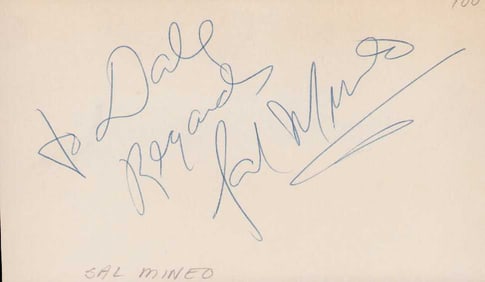 To Dale
Regards
Sal Mineo
SAL MINEO